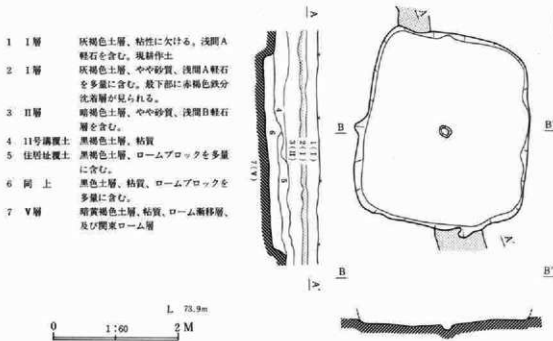 1 I層 灰褐色土層、粘性に欠ける。浅間A
軽石を含む。現耕作土
2 I層 灰褐色土層、やや砂質、浅間A軽石
を多量に含む。最下部に赤褐色鉄分
沈着層が見られる。
3 II層 暗褐色土層、やや砂質、浅間B軽石
層を含む。
4 11号溝覆土 黒褐色土層、粘質
5 住居址覆土 黒褐色土層、ロームブロックを多量
に含む。
6 同上 黒色土層、粘質、ロームブロックを
多量に含む。
7 V層 暗黄褐色土層、粘質、ローム漸移層、
及び関東ローム層
L 73.9m
0 1:60 2 M
A
4
6
5
3(II)
2(I)
1(I)
7(V)
A'
A
B
B'
A'
B
B'